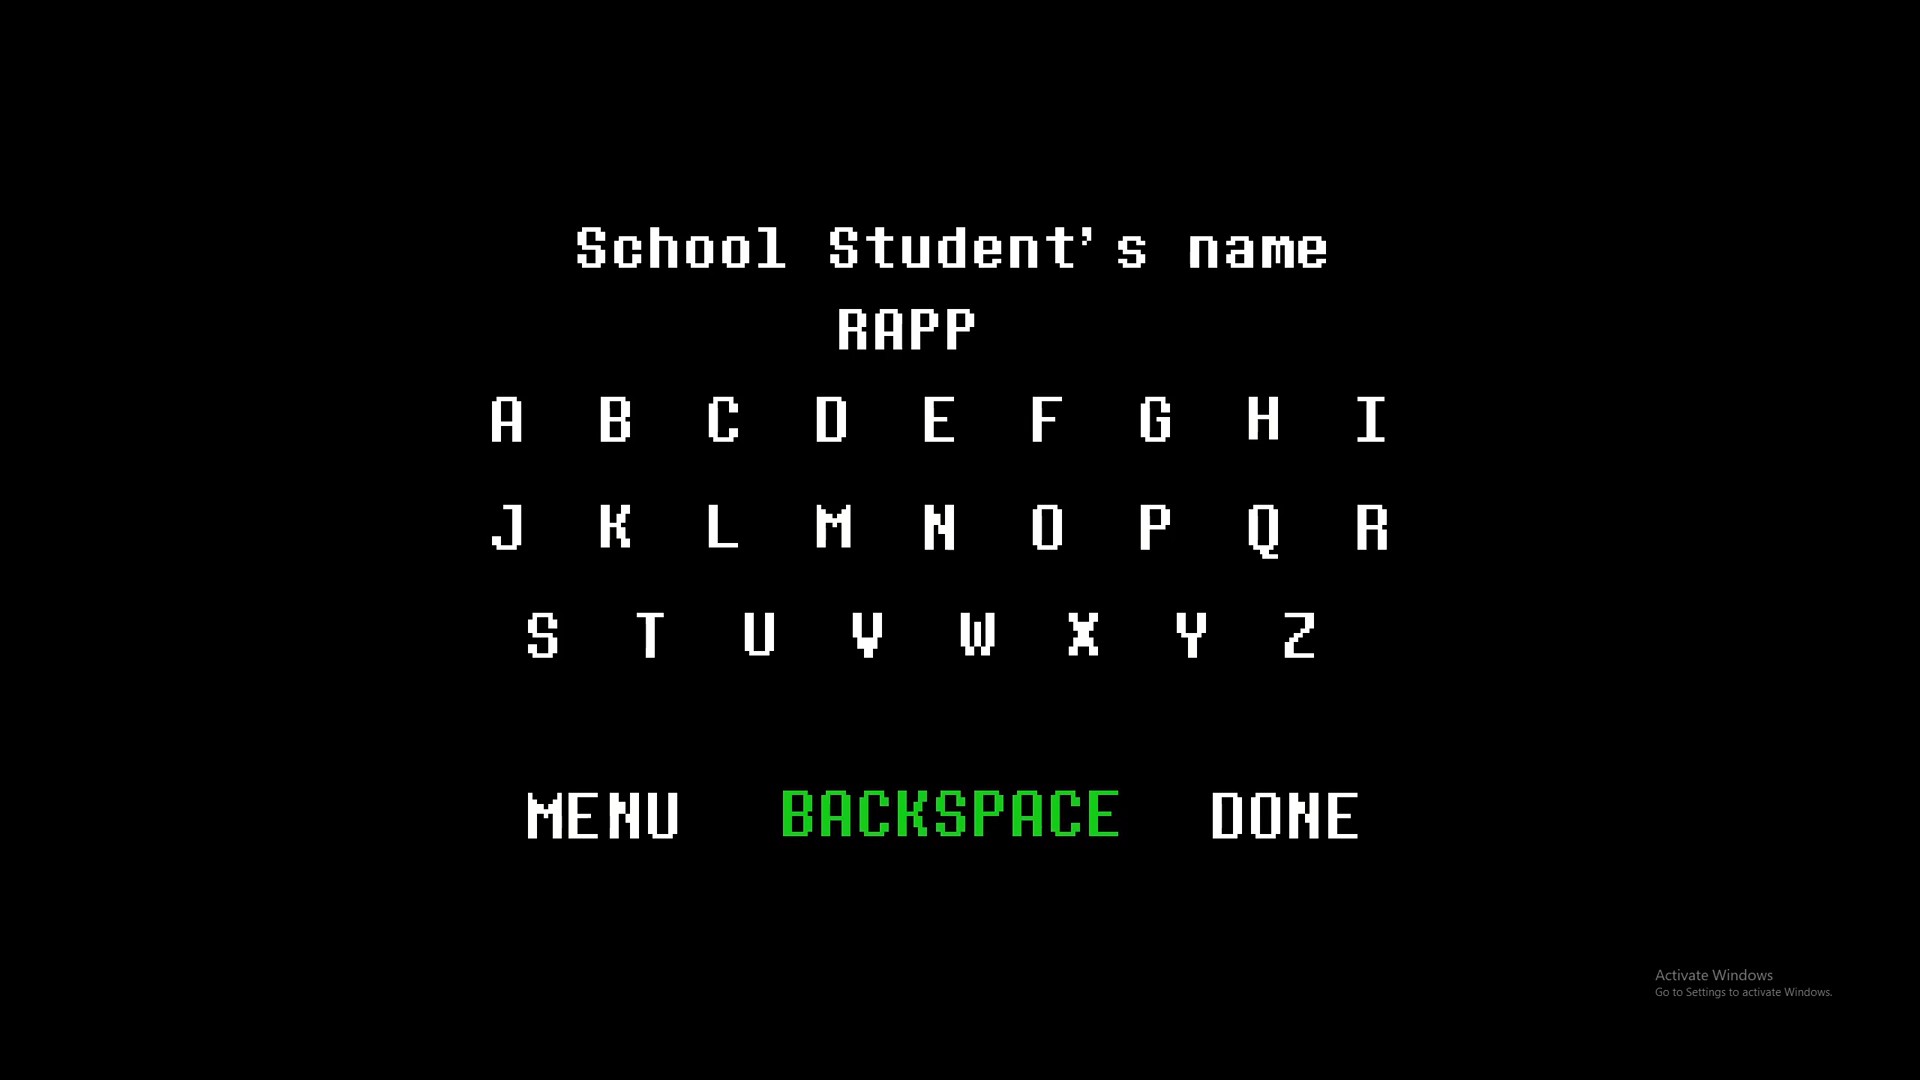 School Student's name
RAPP
A B C D E F G H I
J K L M N O P Q R
S T U V W X Y Z
MENU BACKSPACE DONE
Activate Windows
Go to Settings to activate Windows.